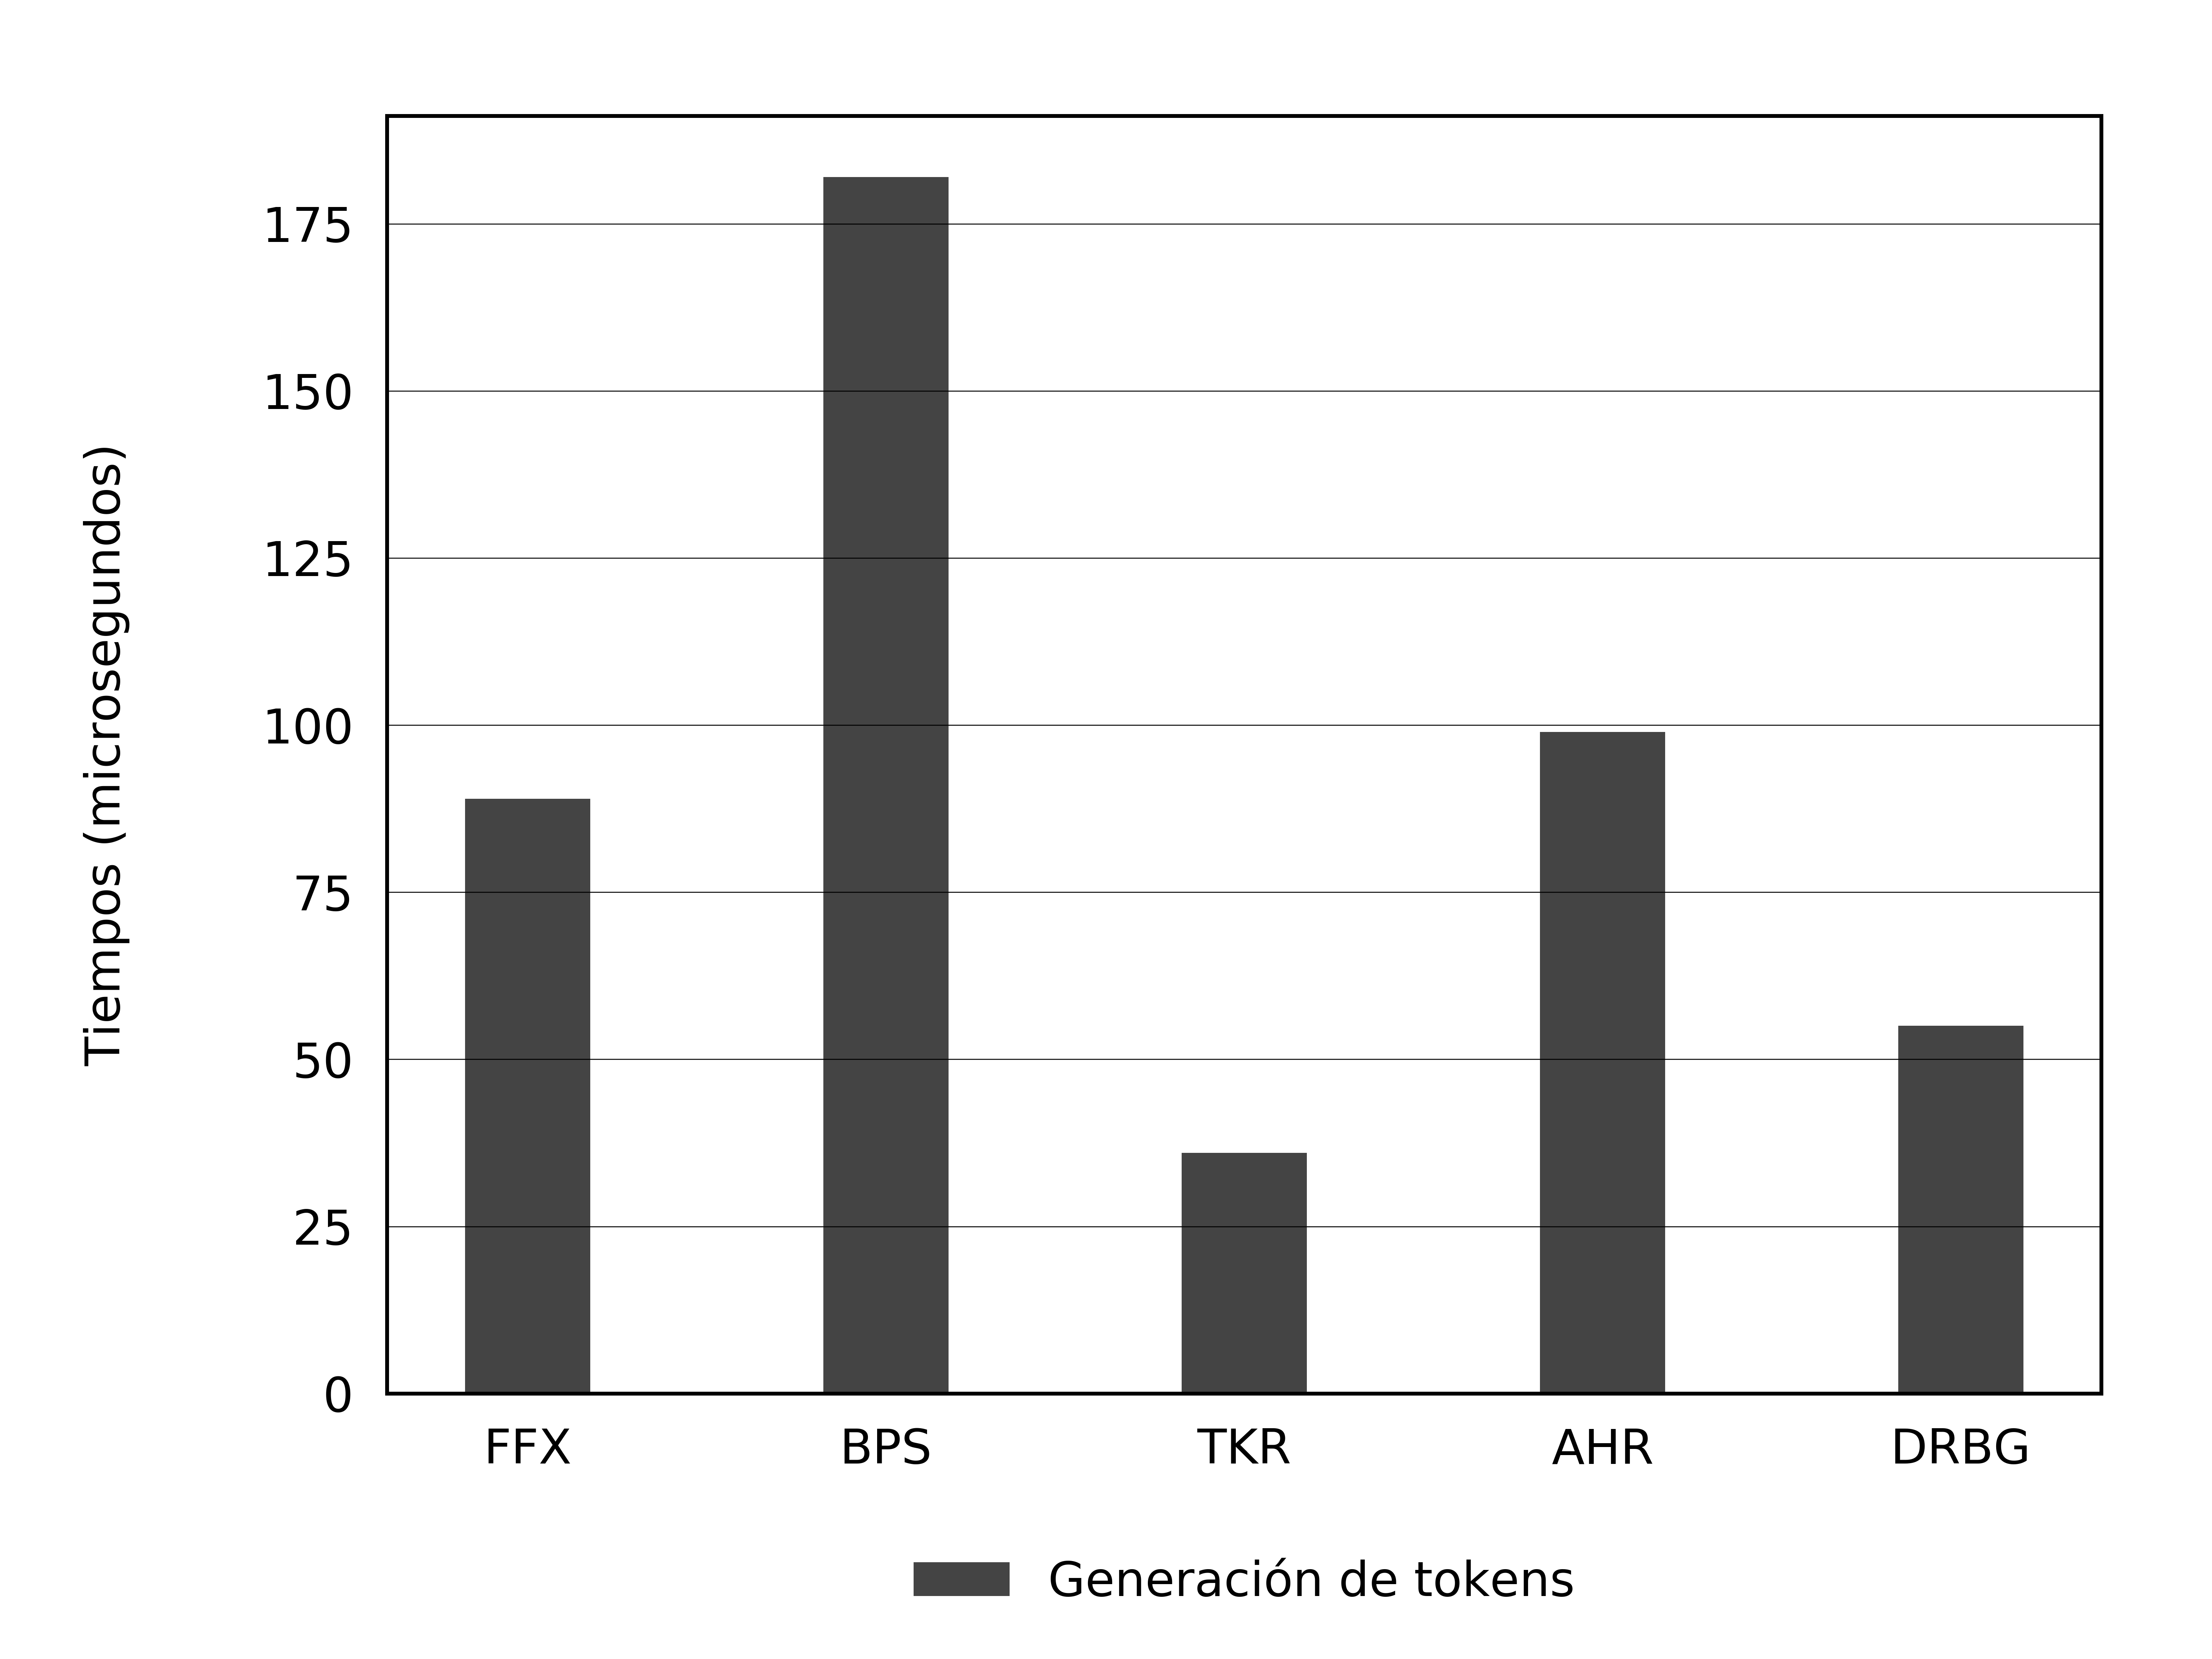 Tiempos (microsegundos)
175
150
125
100
75
50
25
0
FFX BPS TKR AHR DRBG
Generación de tokens